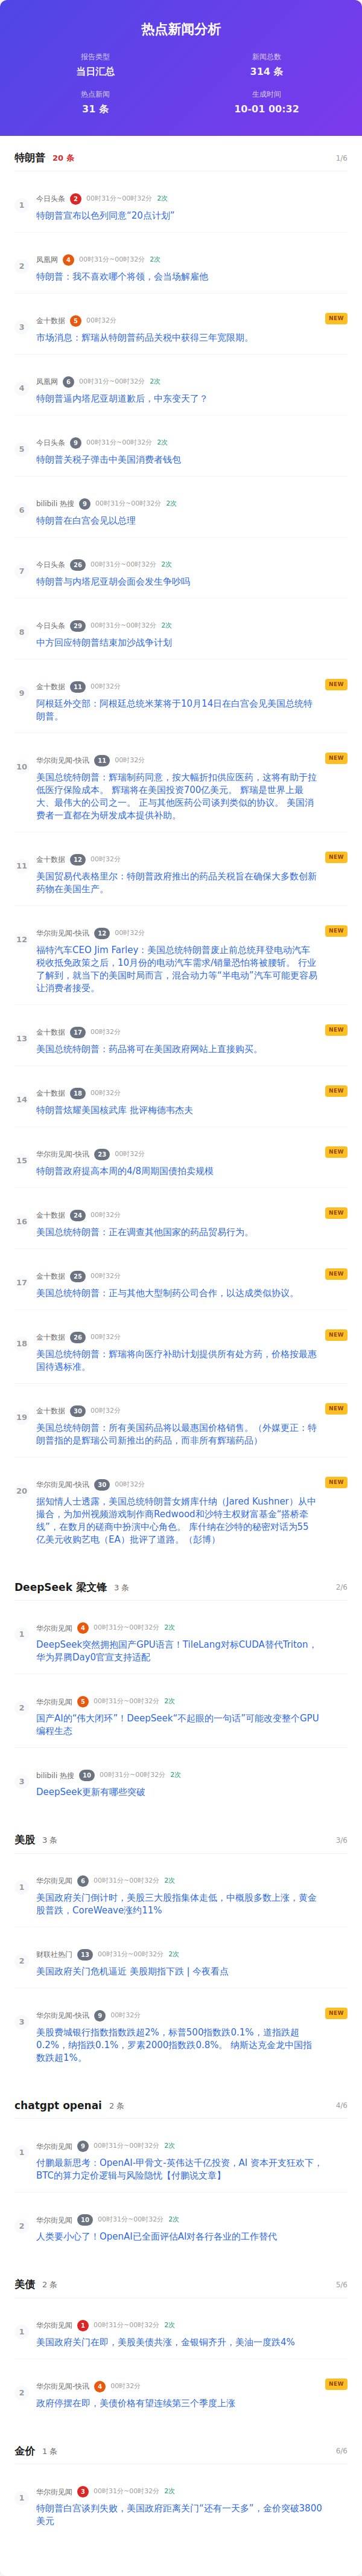 热点新闻分析
报告类型
新闻总数
当日汇总
314 条
热点新闻
生成时间
31 条
10-01 00:32
特朗普 20 条 1/6
1
今日头条 2 00时31分~00时32分 2次
特朗普宣布以色列同意“20点计划”
2
凤凰网 4 00时31分~00时32分 2次
特朗普：我不喜欢哪个将领，会当场解雇他
3
金十数据 5 00时32分 NEW
市场消息：辉瑞从特朗普药品关税中获得三年宽限期。
4
凤凰网 6 00时31分~00时32分 2次
特朗普逼内塔尼亚胡道歉后，中东变天了？
5
今日头条 9 00时31分~00时32分 2次
特朗普关税子弹击中美国消费者钱包
6
bilibili 热搜 9 00时31分~00时32分 2次
特朗普在白宫会见以总理
7
今日头条 26 00时31分~00时32分 2次
特朗普与内塔尼亚胡会面会发生争吵吗
8
今日头条 29 00时31分~00时32分 2次
中方回应特朗普结束加沙战争计划
9
金十数据 11 00时32分 NEW
阿根廷外交部：阿根廷总统米莱将于10月14日在白宫会见美国总统特
朗普。
10
华尔街见闻-快讯 11 00时32分 NEW
美国总统特朗普：辉瑞制药同意，按大幅折扣供应医药，这将有助于拉
低医疗保险成本。 辉瑞将在美国投资700亿美元。 辉瑞是世界上最
大、最伟大的公司之一。 正与其他医药公司谈判类似的协议。 美国消
费者一直都在为研发成本提供补助。
11
金十数据 12 00时32分 NEW
美国贸易代表格里尔：特朗普政府推出的药品关税旨在确保大多数创新
药物在美国生产。
12
华尔街见闻-快讯 12 00时32分 NEW
福特汽车CEO Jim Farley：美国总统特朗普废止前总统拜登电动汽车
税收抵免政策之后，10月份的电动汽车需求/销量恐怕将被腰斩。 行业
了解到，就当下的美国时局而言，混合动力等“半电动”汽车可能更容易
让消费者接受。
13
金十数据 17 00时32分 NEW
美国总统特朗普：药品将可在美国政府网站上直接购买。
14
金十数据 18 00时32分 NEW
特朗普炫耀美国核武库 批评梅德韦杰夫
15
华尔街见闻-快讯 23 00时32分 NEW
特朗普政府提高本周的4/8周期国债拍卖规模
16
金十数据 24 00时32分 NEW
美国总统特朗普：正在调查其他国家的药品贸易行为。
17
金十数据 25 00时32分 NEW
美国总统特朗普：正与其他大型制药公司合作，以达成类似协议。
18
金十数据 26 00时32分 NEW
美国总统特朗普：辉瑞将向医疗补助计划提供所有处方药，价格按最惠
国待遇标准。
19
金十数据 30 00时32分 NEW
美国总统特朗普：所有美国药品将以最惠国价格销售。（外媒更正：特
朗普指的是辉瑞公司新推出的药品，而非所有辉瑞药品）
20
华尔街见闻-快讯 30 00时32分 NEW
据知情人士透露，美国总统特朗普女婿库什纳（Jared Kushner）从中
撮合，为加州视频游戏制作商Redwood和沙特主权财富基金“搭桥牵
线”，在数月的磋商中扮演中心角色。 库什纳在沙特的秘密对话为55
亿美元收购艺电（EA）批评了道路。（彭博）
DeepSeek 梁文锋 3 条 2/6
1
华尔街见闻 4 00时31分~00时32分 2次
DeepSeek突然拥抱国产GPU语言！TileLang对标CUDA替代Triton，
华为昇腾Day0官宣支持适配
2
华尔街见闻 5 00时31分~00时32分 2次
国产AI的“伟大闭环”！DeepSeek“不起眼的一句话”可能改变整个GPU
编程生态
3
bilibili 热搜 10 00时31分~00时32分 2次
DeepSeek更新有哪些突破
美股 3 条 3/6
1
华尔街见闻 6 00时31分~00时32分 2次
美国政府关门倒计时，美股三大股指集体走低，中概股多数上涨，黄金
股普跌，CoreWeave涨约11%
2
财联社热门 13 00时31分~00时32分 2次
美国政府关门危机逼近 美股期指下跌 | 今夜看点
3
华尔街见闻-快讯 9 00时32分 NEW
美股费城银行指数指数跌超2%，标普500指数跌0.1%，道指跌超
0.2%，纳指跌0.1%，罗素2000指数跌0.8%。 纳斯达克金龙中国指
数跌超1%。
chatgpt openai 2 条 4/6
1
华尔街见闻 9 00时31分~00时32分 2次
付鹏最新思考：OpenAI-甲骨文-英伟达千亿投资，AI 资本开支狂欢下，
BTC的算力定价逻辑与风险隐忧【付鹏说文章】
2
华尔街见闻 10 00时31分~00时32分 2次
人类要小心了！OpenAI已全面评估AI对各行各业的工作替代
美债 2 条 5/6
1
华尔街见闻 1 00时31分~00时32分 2次
美国政府关门在即，美股美债共涨，金银铜齐升，美油一度跌4%
2
华尔街见闻-快讯 4 00时32分 NEW
政府停摆在即，美债价格有望连续第三个季度上涨
金价 1 条 6/6
1
华尔街见闻 3 00时31分~00时32分 2次
特朗普白宫谈判失败，美国政府距离关门“还有一天多”，金价突破3800
美元